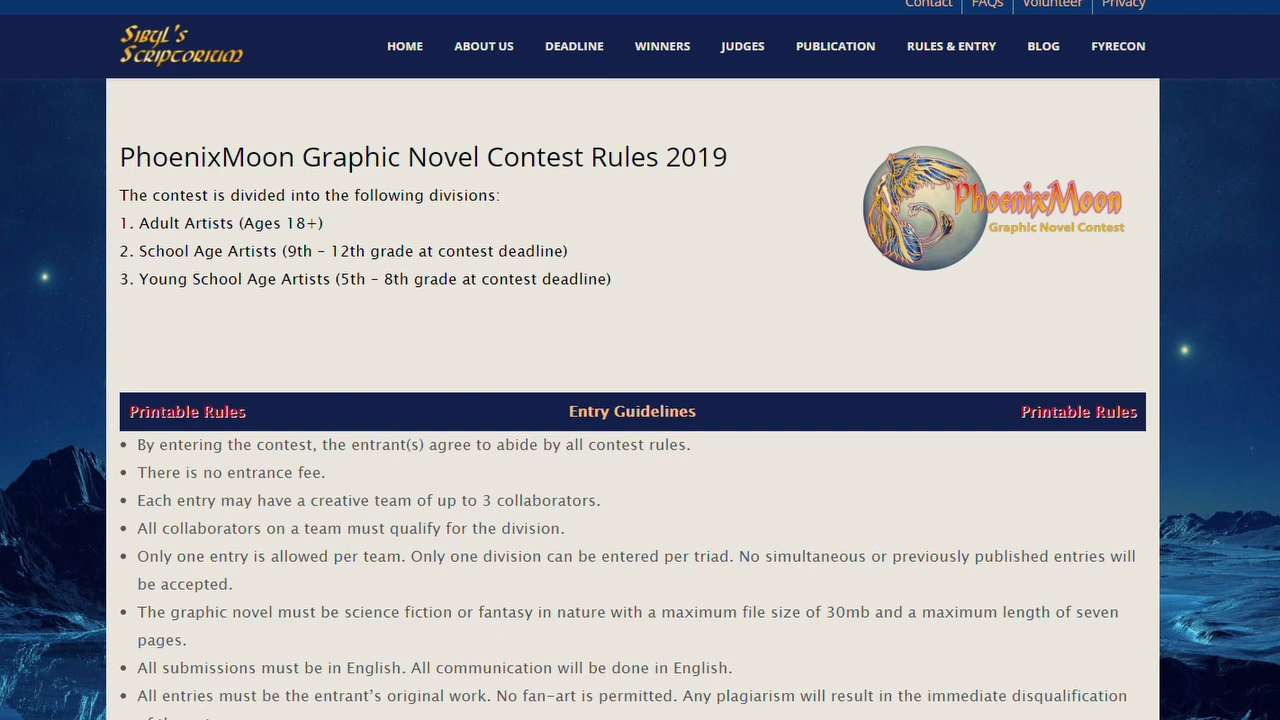 Contact FAQs Volunteer Privacy
Sibyl's
Scriptorium
HOME ABOUT US DEADLINE WINNERS JUDGES PUBLICATION RULES & ENTRY BLOG FYRECON
PhoenixMoon Graphic Novel Contest Rules 2019
The contest is divided into the following divisions:
1. Adult Artists (Ages 18+)
2. School Age Artists (9th – 12th grade at contest deadline)
3. Young School Age Artists (5th – 8th grade at contest deadline)
PhoenixMoon
Graphic Novel Contest
Printable Rules Entry Guidelines Printable Rules
• By entering the contest, the entrant(s) agree to abide by all contest rules.
• There is no entrance fee.
• Each entry may have a creative team of up to 3 collaborators.
• All collaborators on a team must qualify for the division.
• Only one entry is allowed per team. Only one division can be entered per triad. No simultaneous or previously published entries will
be accepted.
• The graphic novel must be science fiction or fantasy in nature with a maximum file size of 30mb and a maximum length of seven
pages.
• All submissions must be in English. All communication will be done in English.
• All entries must be the entrant’s original work. No fan-art is permitted. Any plagiarism will result in the immediate disqualification